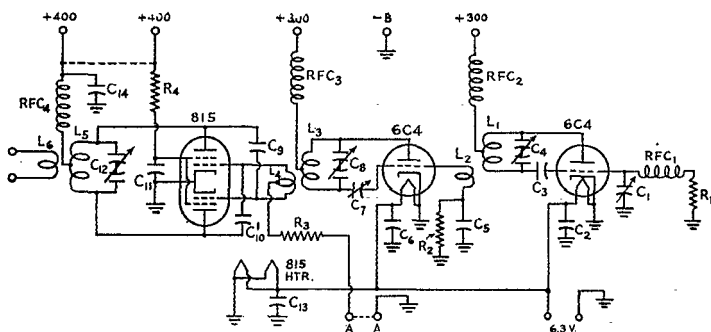 +400
+400
+300
-B
+300
RFC4
C14
R4
RFC3
RFC2
815
L6
L5
C12
C9
L3
C8
6C4
L2
L1
C4
6C4
RFC1
C11
L4
C7
C3
C1
R1
C10
R3
C6
R2
C5
C2
815
HTR.
C13
A
A
6.3 V.